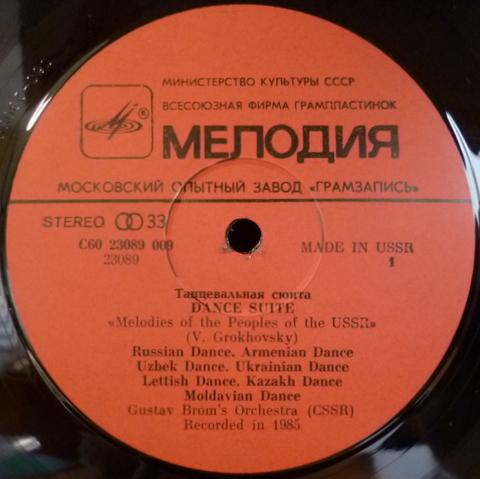 МИНИСТЕРСТВО КУЛЬТУРЫ СССР
ВСЕСОЮЗНАЯ ФИРМА ГРАМПЛАСТИНОК
®
МЕЛОДИЯ
МОСКОВСКИЙ ОПЫТНЫЙ ЗАВОД «ГРАМЗАПИСЬ»
STEREO 33
С60 23089 009
23089
MADE IN USSR
1
Танцевальная сюита
DANCE SUITE
«Melodies of the Peoples of the USSR»
(V. Grokhovsky)
Russian Dance. Armenian Dance
Uzbek Dance. Ukrainian Dance
Lettish Dance. Kazakh Dance
Moldavian Dance
Gustav Brom's Orchestra (CSSR)
Recorded in 1985